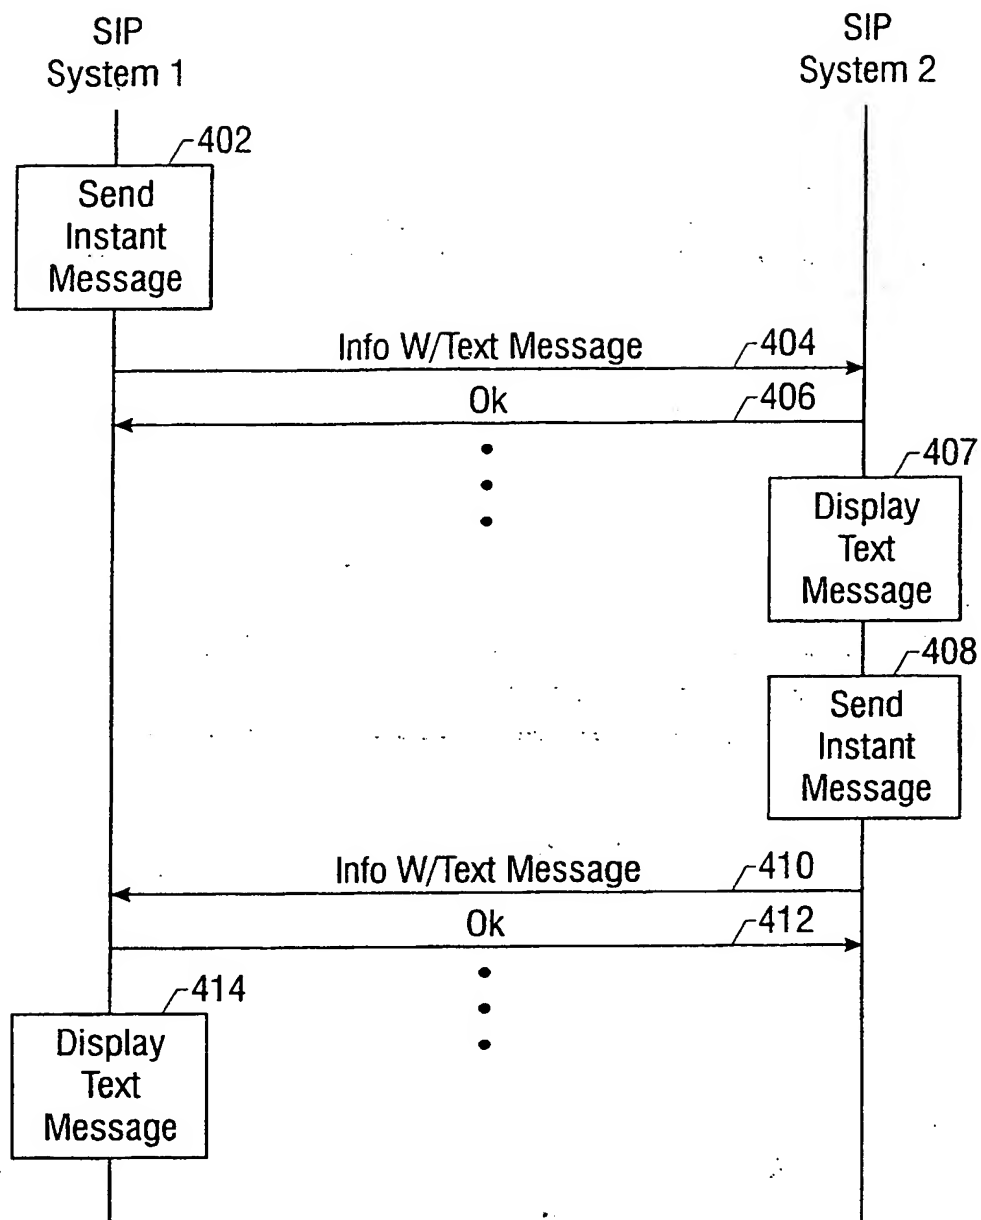 SIP
System 1
SIP
System 2
402
Send
Instant
Message
Info W/Text Message
404
Ok
406
407
Display
Text
Message
408
Send
Instant
Message
Info W/Text Message
410
Ok
412
414
Display
Text
Message